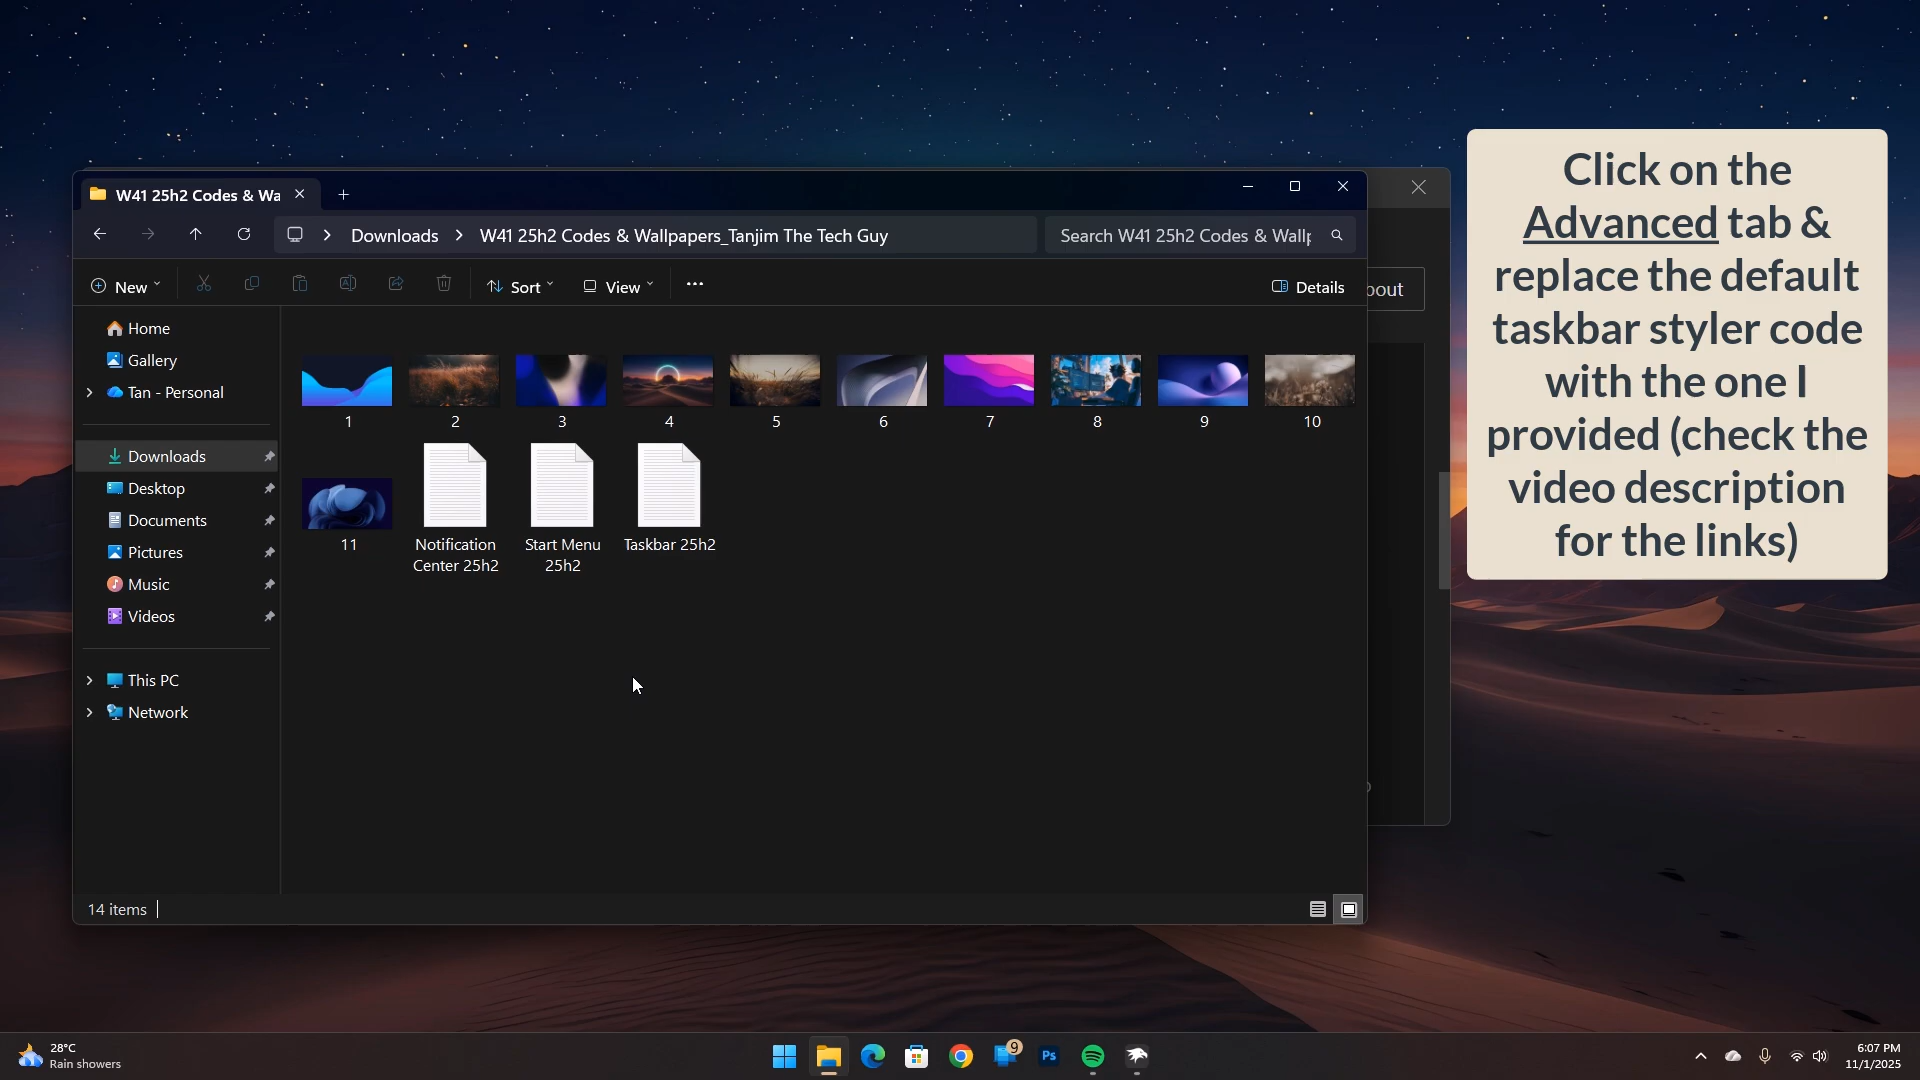 W41 25h2 Codes & Wa
Downloads
W41 25h2 Codes & Wallpapers_Tanjim The Tech Guy
Search W41 25h2 Codes & Wallp
New
Sort
View
Details
bout
Home
Gallery
Tan - Personal
Downloads
Desktop
Documents
Pictures
Music
Videos
This PC
Network
1
2
3
4
5
6
7
8
9
10
11
Notification
Center 25h2
Start Menu
25h2
Taskbar 25h2
14 items
Click on the
Advanced tab &
replace the default
taskbar styler code
with the one I
provided (check the
video description
for the links)
28°C
Rain showers
9
Ps
6:07 PM
11/1/2025